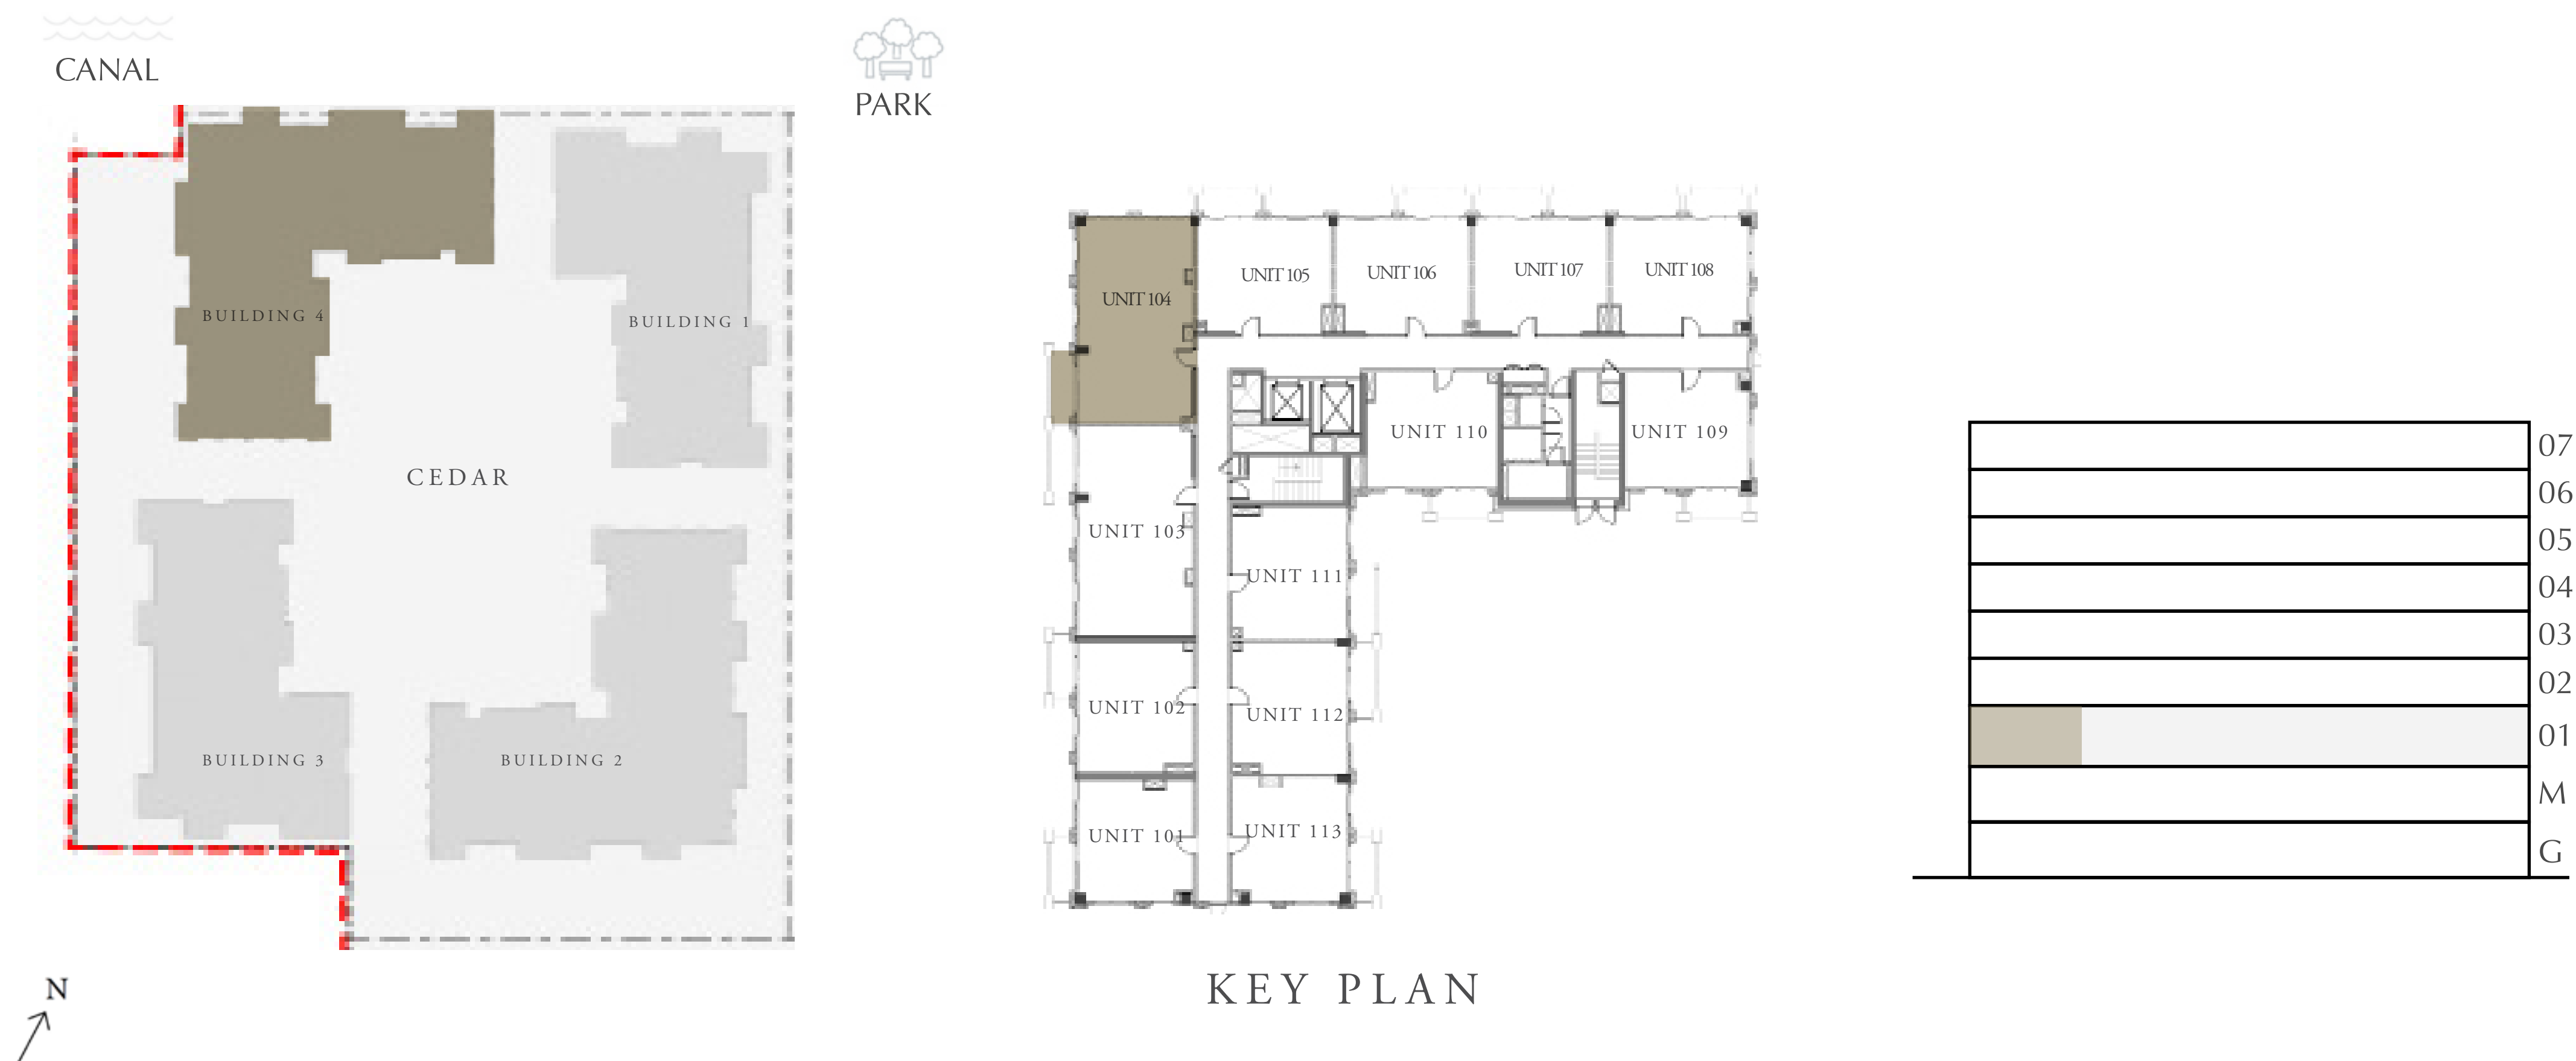 CANAL
PARK
BUILDING 4
BUILDING 1
CEDAR
BUILDING 3
BUILDING 2
N
UNIT 104
UNIT 105
UNIT 106
UNIT 107
UNIT 108
UNIT 110
UNIT 109
UNIT 103
UNIT 111
UNIT 102
UNIT 112
UNIT 101
UNIT 113
KEY PLAN
07
06
05
04
03
02
01
M
G